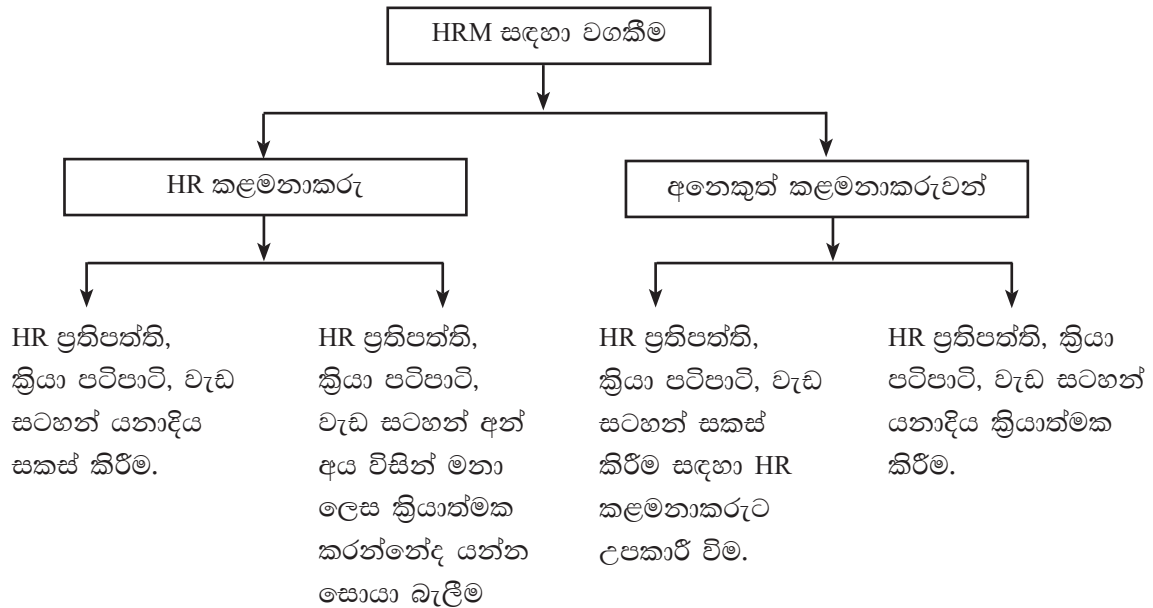 HRM සඳහා වගකීම
HR කළමනාකරු
අනෙකුත් කළමනාකරුවන්
HR ප්‍රතිපත්ති,
ක්‍රියා පටිපාටි, වැඩ
සටහන් යනාදිය
සකස් කිරීම.
HR ප්‍රතිපත්ති,
ක්‍රියා පටිපාටි,
වැඩ සටහන් අන්
අය විසින් මනා
ලෙස ක්‍රියාත්මක
කරන්නේද යන්න
සොයා බැලීම
HR ප්‍රතිපත්ති,
ක්‍රියා පටිපාටි, වැඩ
සටහන් සකස්
කිරීම සඳහා HR
කළමනාකරුට
උපකාරී විම.
HR ප්‍රතිපත්ති, ක්‍රියා
පටිපාටි, වැඩ සටහන්
යනාදිය ක්‍රියාත්මක
කිරීම.